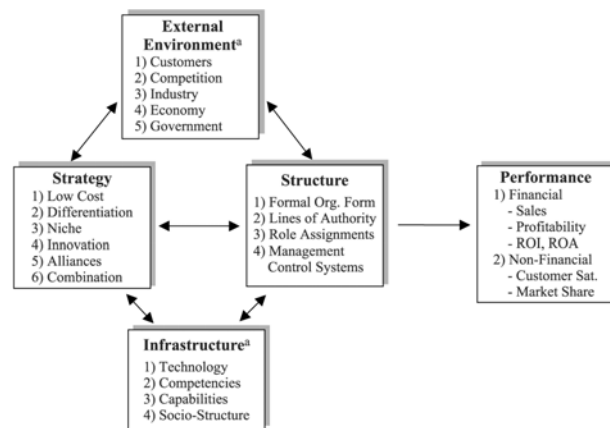 External
Environmentᵃ
1) Customers
2) Competition
3) Industry
4) Economy
5) Government
Strategy
1) Low Cost
2) Differentiation
3) Niche
4) Innovation
5) Alliances
6) Combination
Structure
1) Formal Org. Form
2) Lines of Authority
3) Role Assignments
4) Management
Control Systems
Performance
1) Financial
- Sales
- Profitability
- ROI, ROA
2) Non-Financial
- Customer Sat.
- Market Share
Infrastructureᵃ
1) Technology
2) Competencies
3) Capabilities
4) Socio-Structure